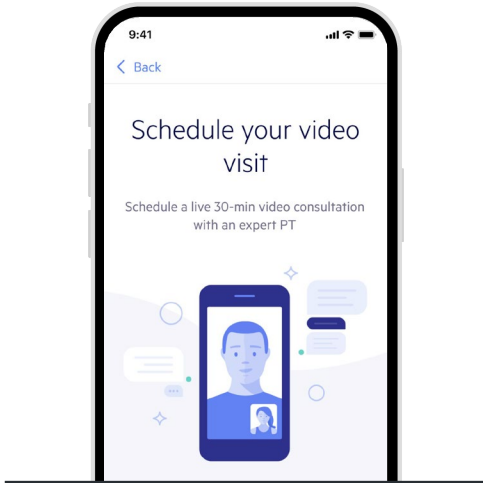 9:41
Back
Schedule your video
visit
Schedule a live 30-min video consultation
with an expert PT